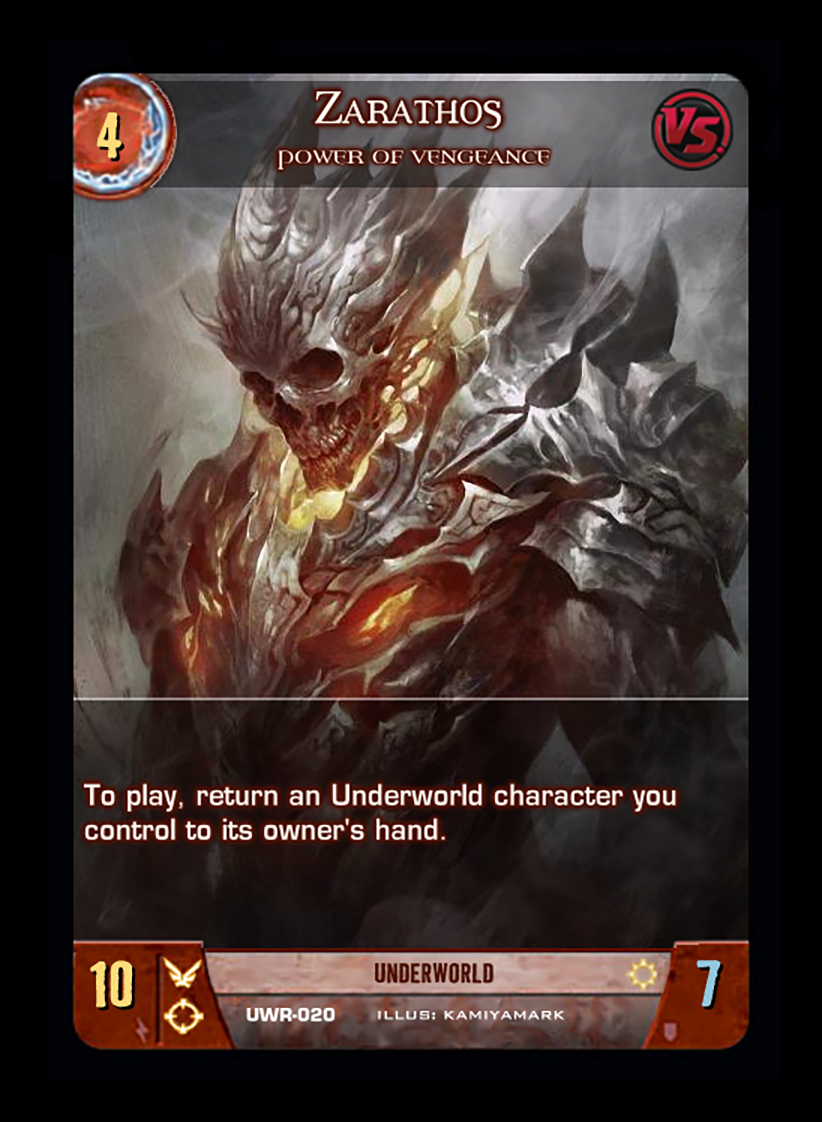 4
Zarathos
VS.
POWER OF VENGEANCE
To play, return an Underworld character you
control to its owner's hand.
10
UNDERWORLD
7
UWR-020
ILLUS: KAMIYAMARK